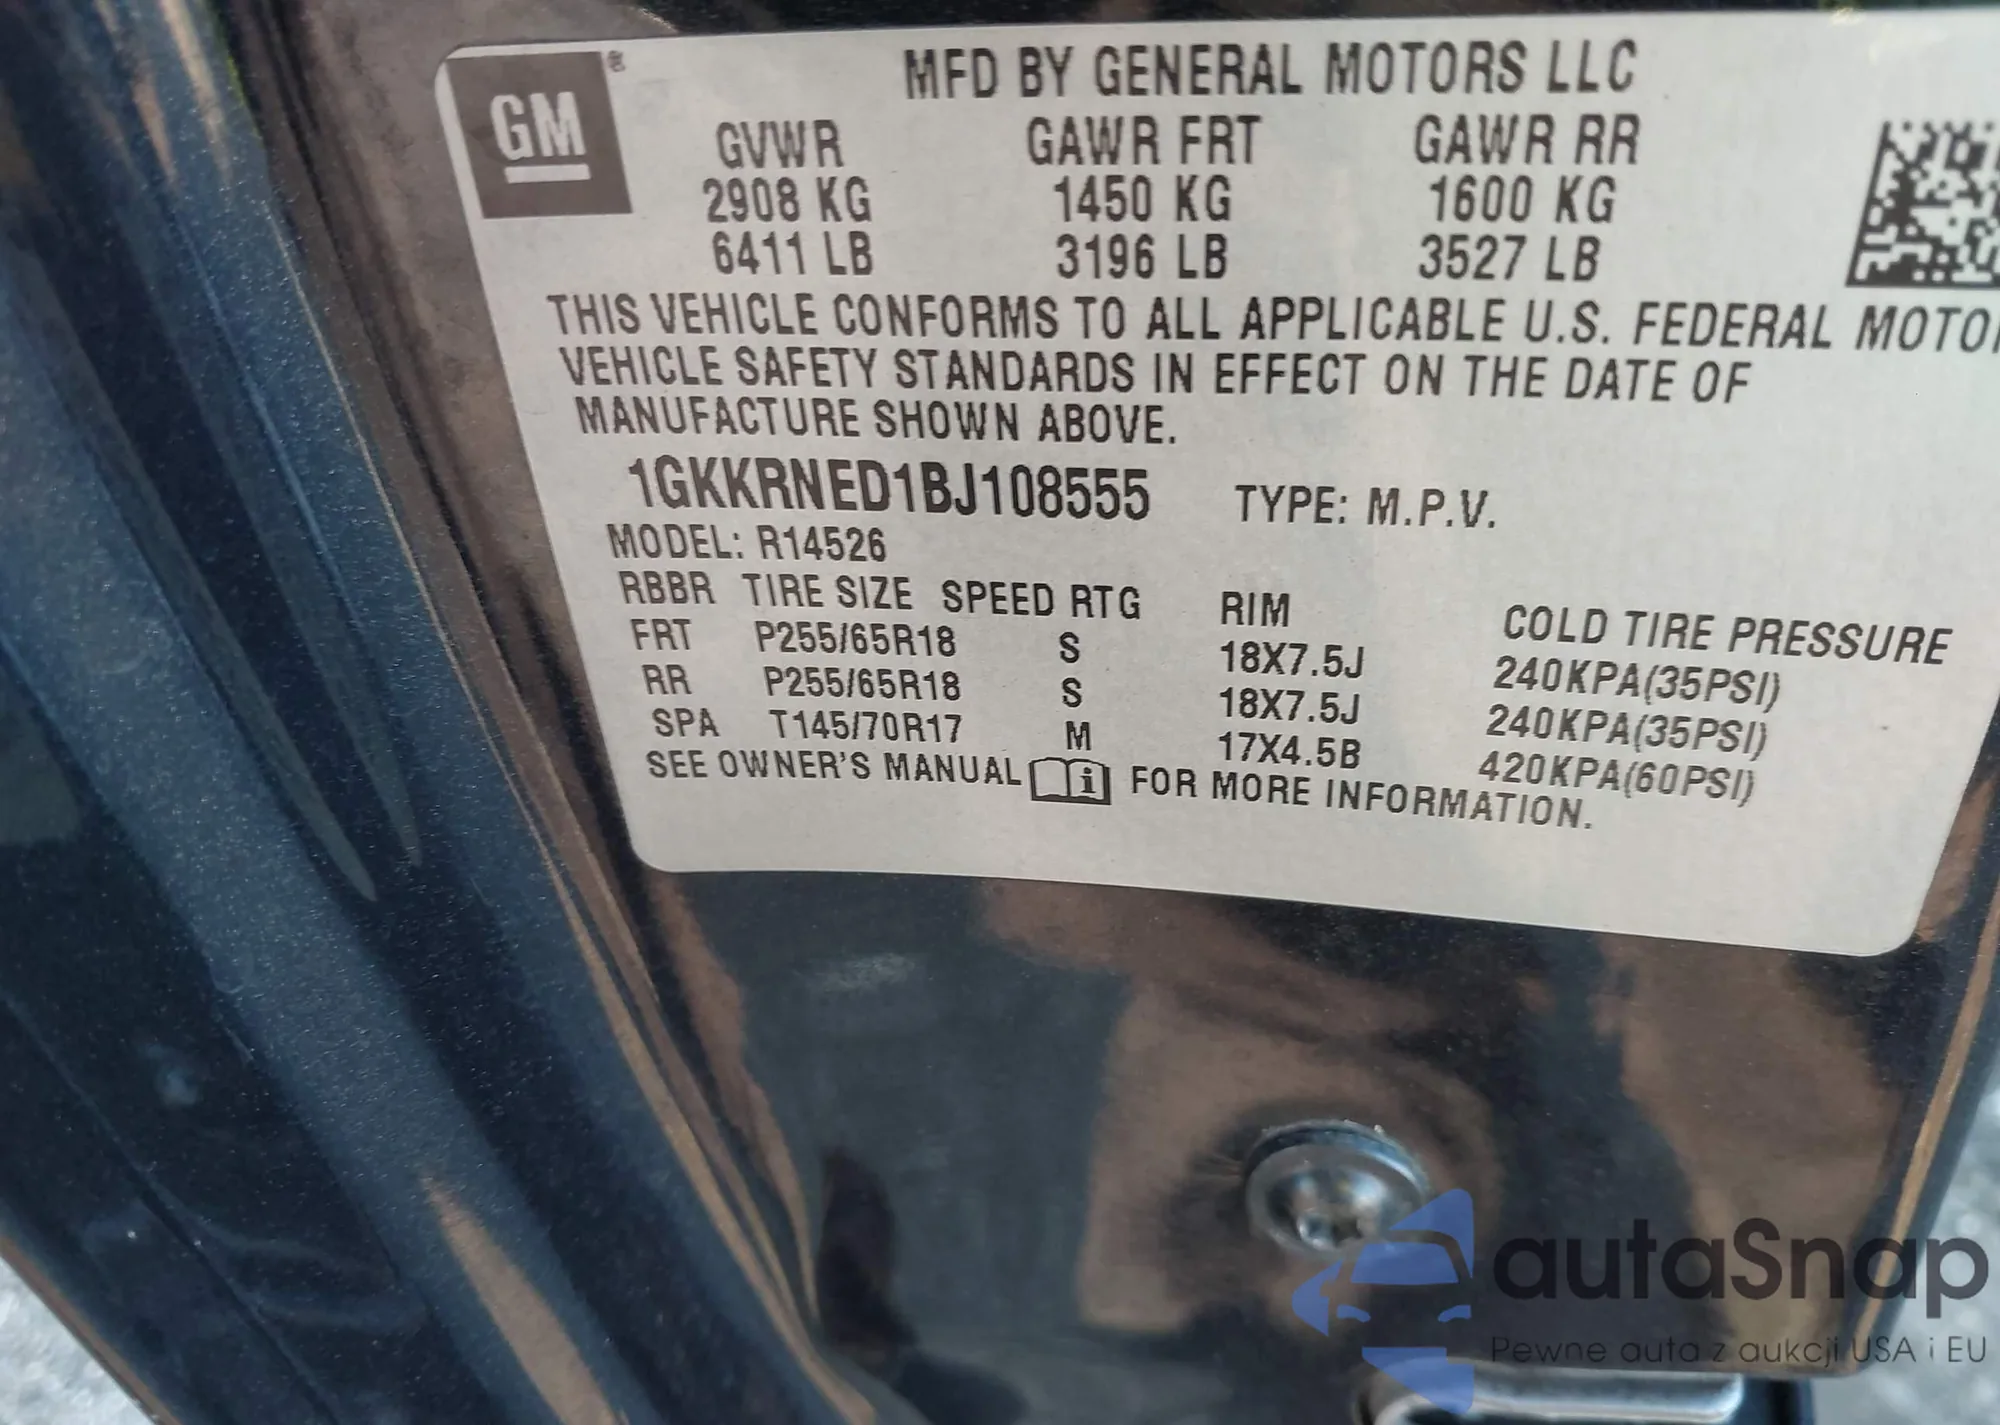 GM ®
MFD BY GENERAL MOTORS LLC
GVWR GAWR FRT GAWR RR
2908 KG 1450 KG 1600 KG
6411 LB 3196 LB 3527 LB
THIS VEHICLE CONFORMS TO ALL APPLICABLE U.S. FEDERAL MOTO
VEHICLE SAFETY STANDARDS IN EFFECT ON THE DATE OF
MANUFACTURE SHOWN ABOVE.
1GKKRNED1BJ108555 TYPE: M.P.V.
MODEL: R14526
RBBR TIRE SIZE SPEED RTG RIM COLD TIRE PRESSURE
FRT P255/65R18 S 18X7.5J 240KPA(35PSI)
RR P255/65R18 S 18X7.5J 240KPA(35PSI)
SPA T145/70R17 M 17X4.5B 420KPA(60PSI)
SEE OWNER'S MANUAL i FOR MORE INFORMATION.
autaSnap
Pewne auta z aukcji USA i EU